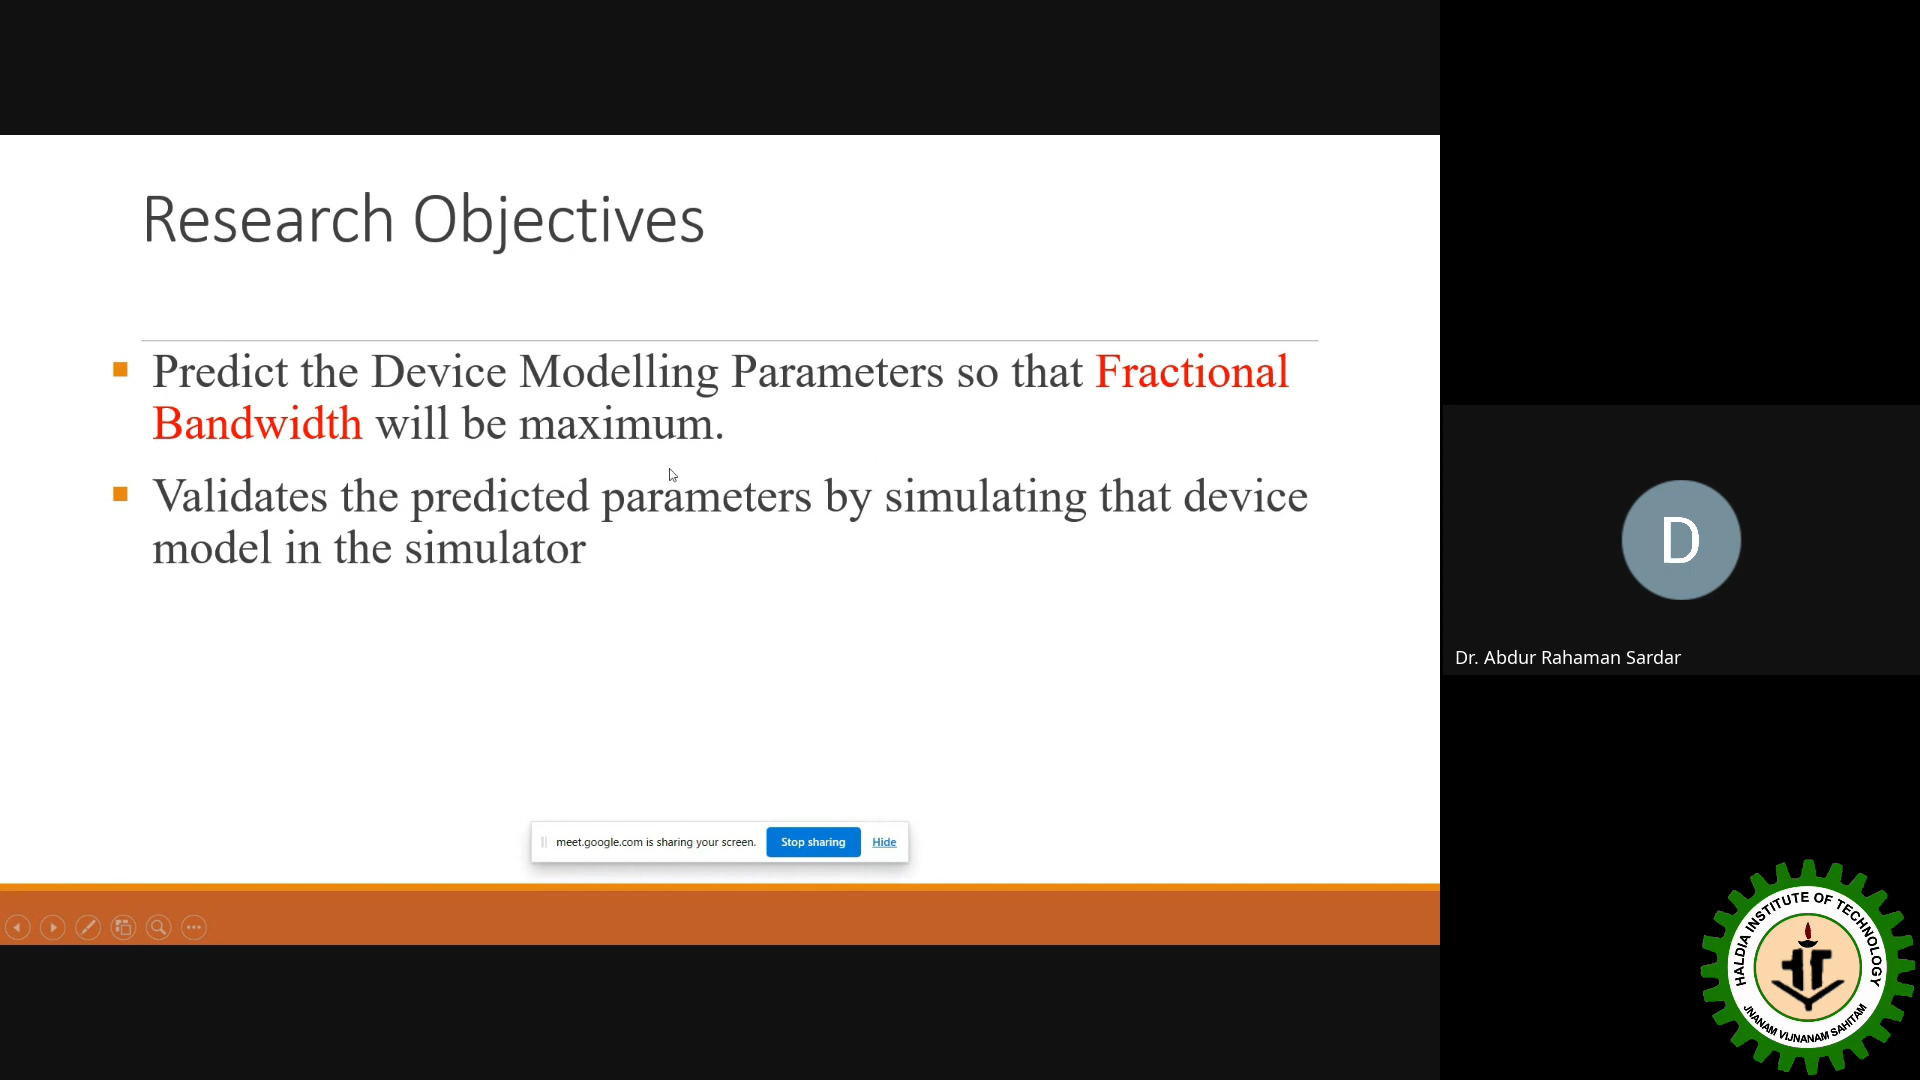 Research Objectives
Predict the Device Modelling Parameters so that Fractional
Bandwidth will be maximum.
Validates the predicted parameters by simulating that device
model in the simulator
meet.google.com is sharing your screen. Stop sharing Hide
D
Dr. Abdur Rahaman Sardar
HALDIA INSTITUTE OF TECHNOLOGY
JNANAM VIJNANAM SAHITAM